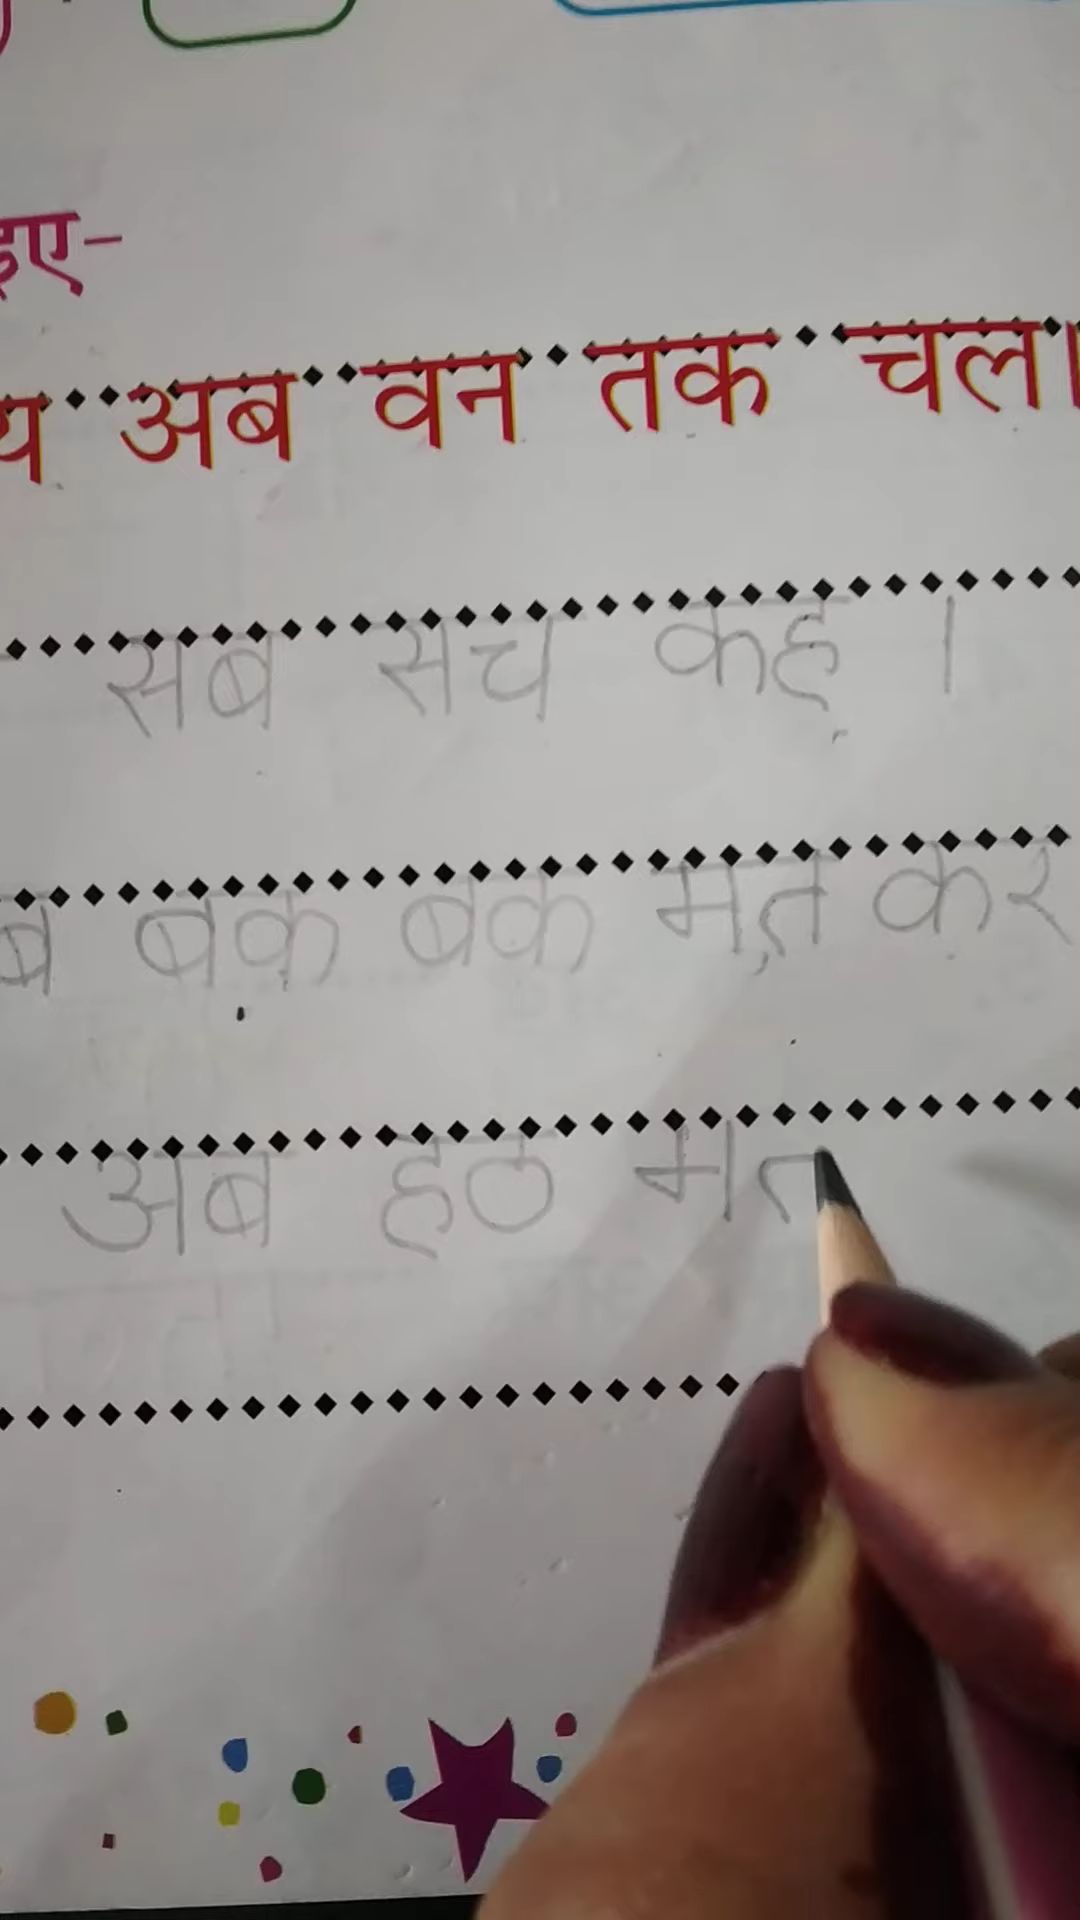 इए-
य अब वन तक चल।
सब सच कह ।
ब बक बक मत कर
अब हठ मत